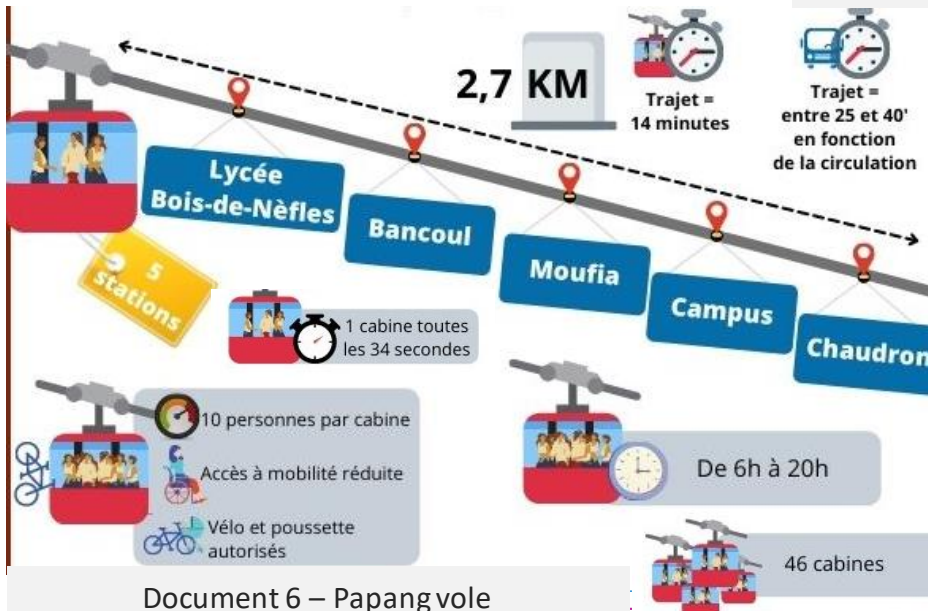 2,7 KM
Trajet =
14 minutes
Trajet =
entre 25 et 40'
en fonction
de la circulation
Lycée
Bois-de-Nèfles
Bancoul
Moufia
Campus
Chaudron
5
stations
1 cabine toutes
les 34 secondes
10 personnes par cabine
Accès à mobilité réduite
Vélo et poussette
autorisés
De 6h à 20h
46 cabines
Document 6 – Papang vole